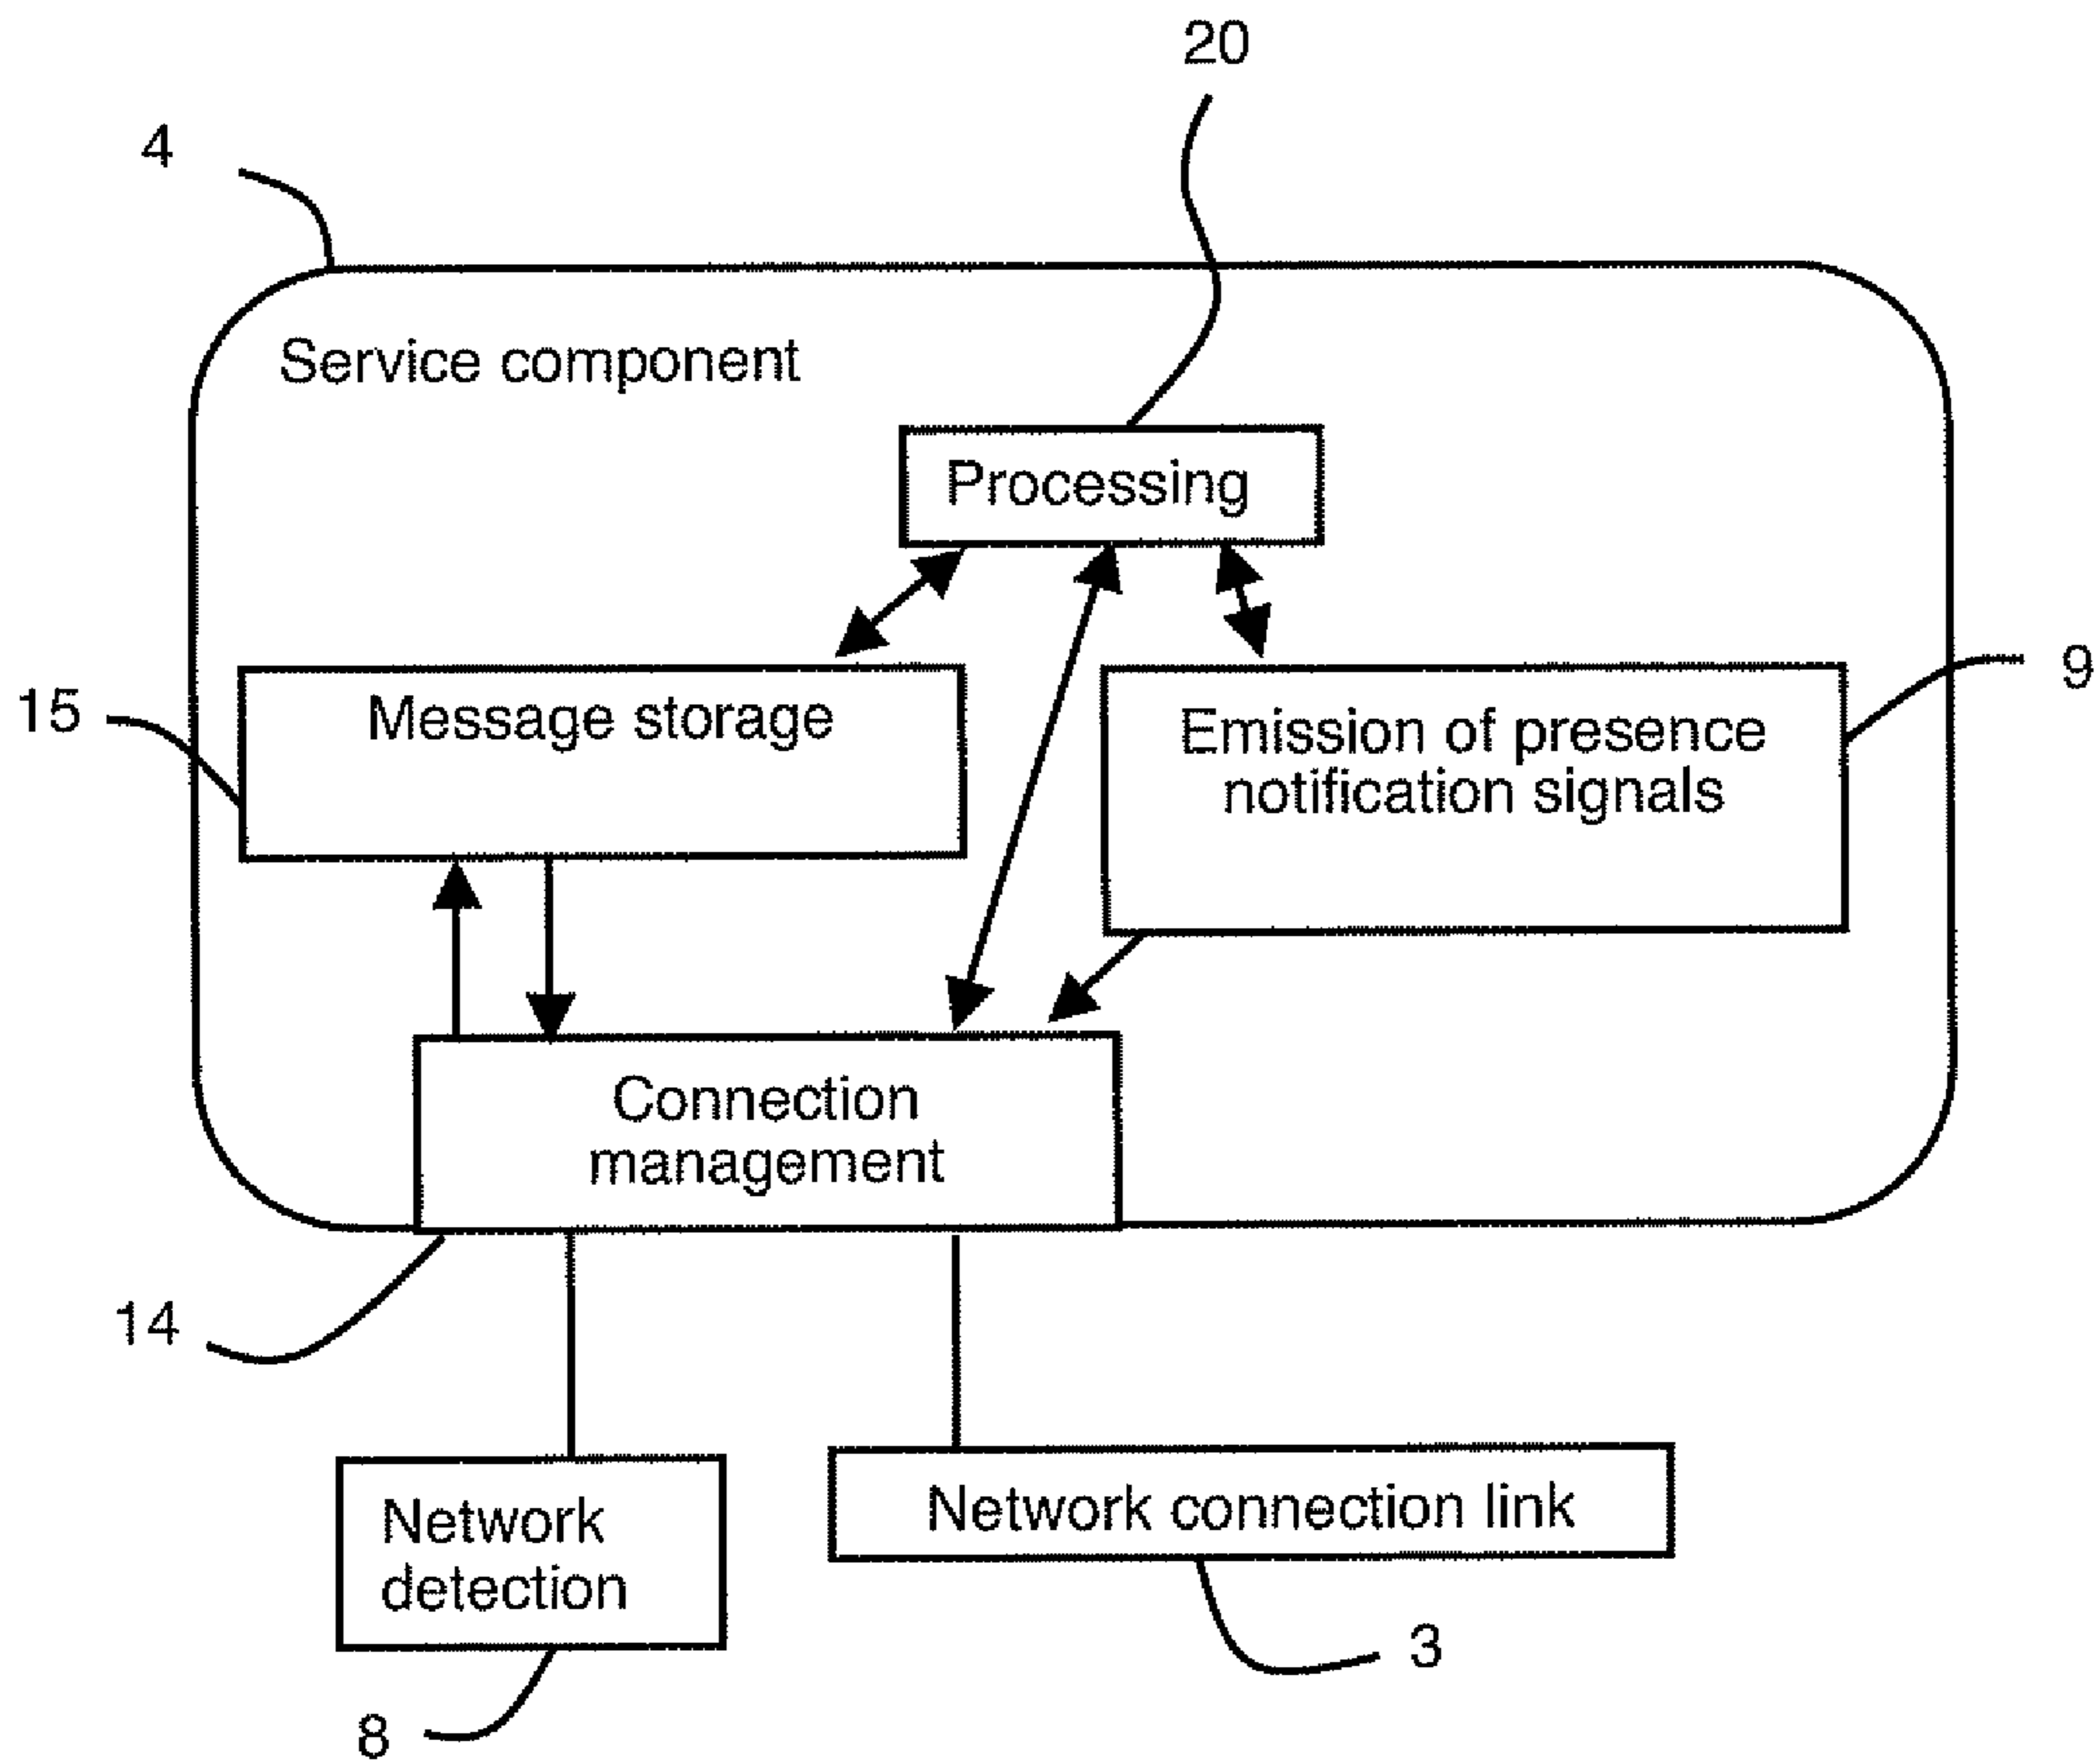 20
4
Service component
Processing
15
Message storage
Emission of presence
notification signals
9
Connection
management
14
Network
detection
Network connection link
3
8